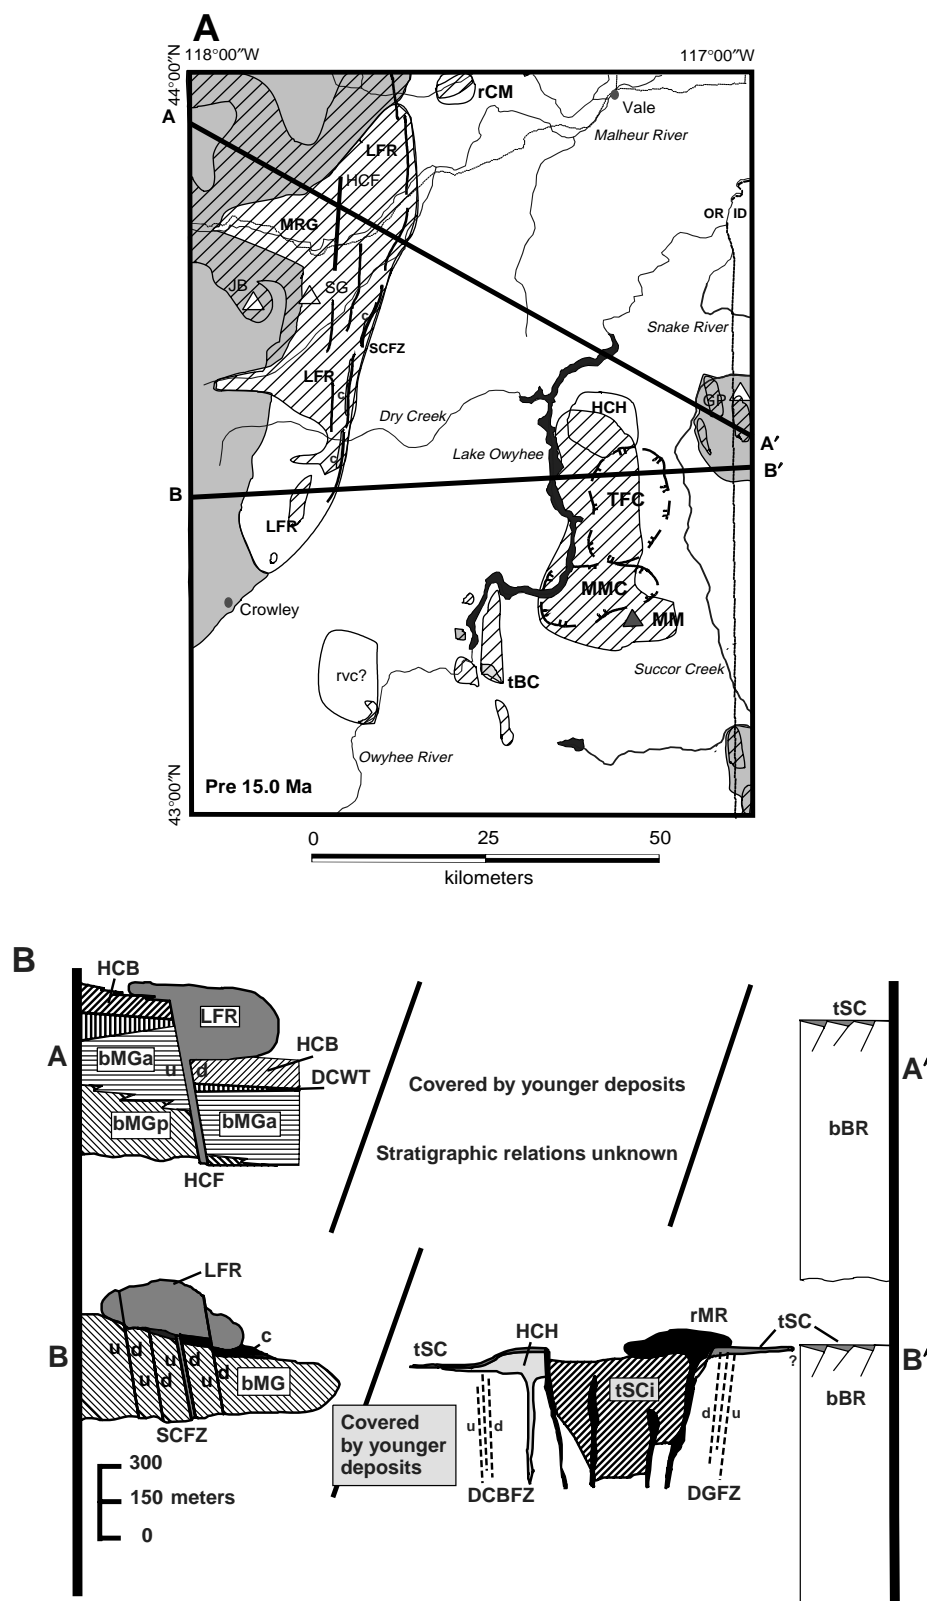 A
118°00"W
117°00"W
44°00"N
rCM
Vale
A
Malheur River
LFR
HCF
OR ID
MRG
JB
SG
c
Snake River
SCFZ
LFR
c
GP
HCH
Dry Creek
A'
Lake Owyhee
c
B'
B
TFC
LFR
MMC
Crowley
MM
rvc?
tBC
Succor Creek
Owyhee River
Pre 15.0 Ma
43°00"N
0 25 50
kilometers
B
HCB
tSC
LFR
HCB
A
bMGa
u d
A'
DCWT
Covered by younger deposits
bMGp
bMGa
bBR
Stratigraphic relations unknown
HCF
LFR
rMR
c
HCH
tSC
tSC
B
u d
u d
?
B'
u d
u d
bMG
tSCi
bBR
u d
d u
SCFZ
Covered
by younger
deposits
300
DCBFZ
DGFZ
150 meters
0